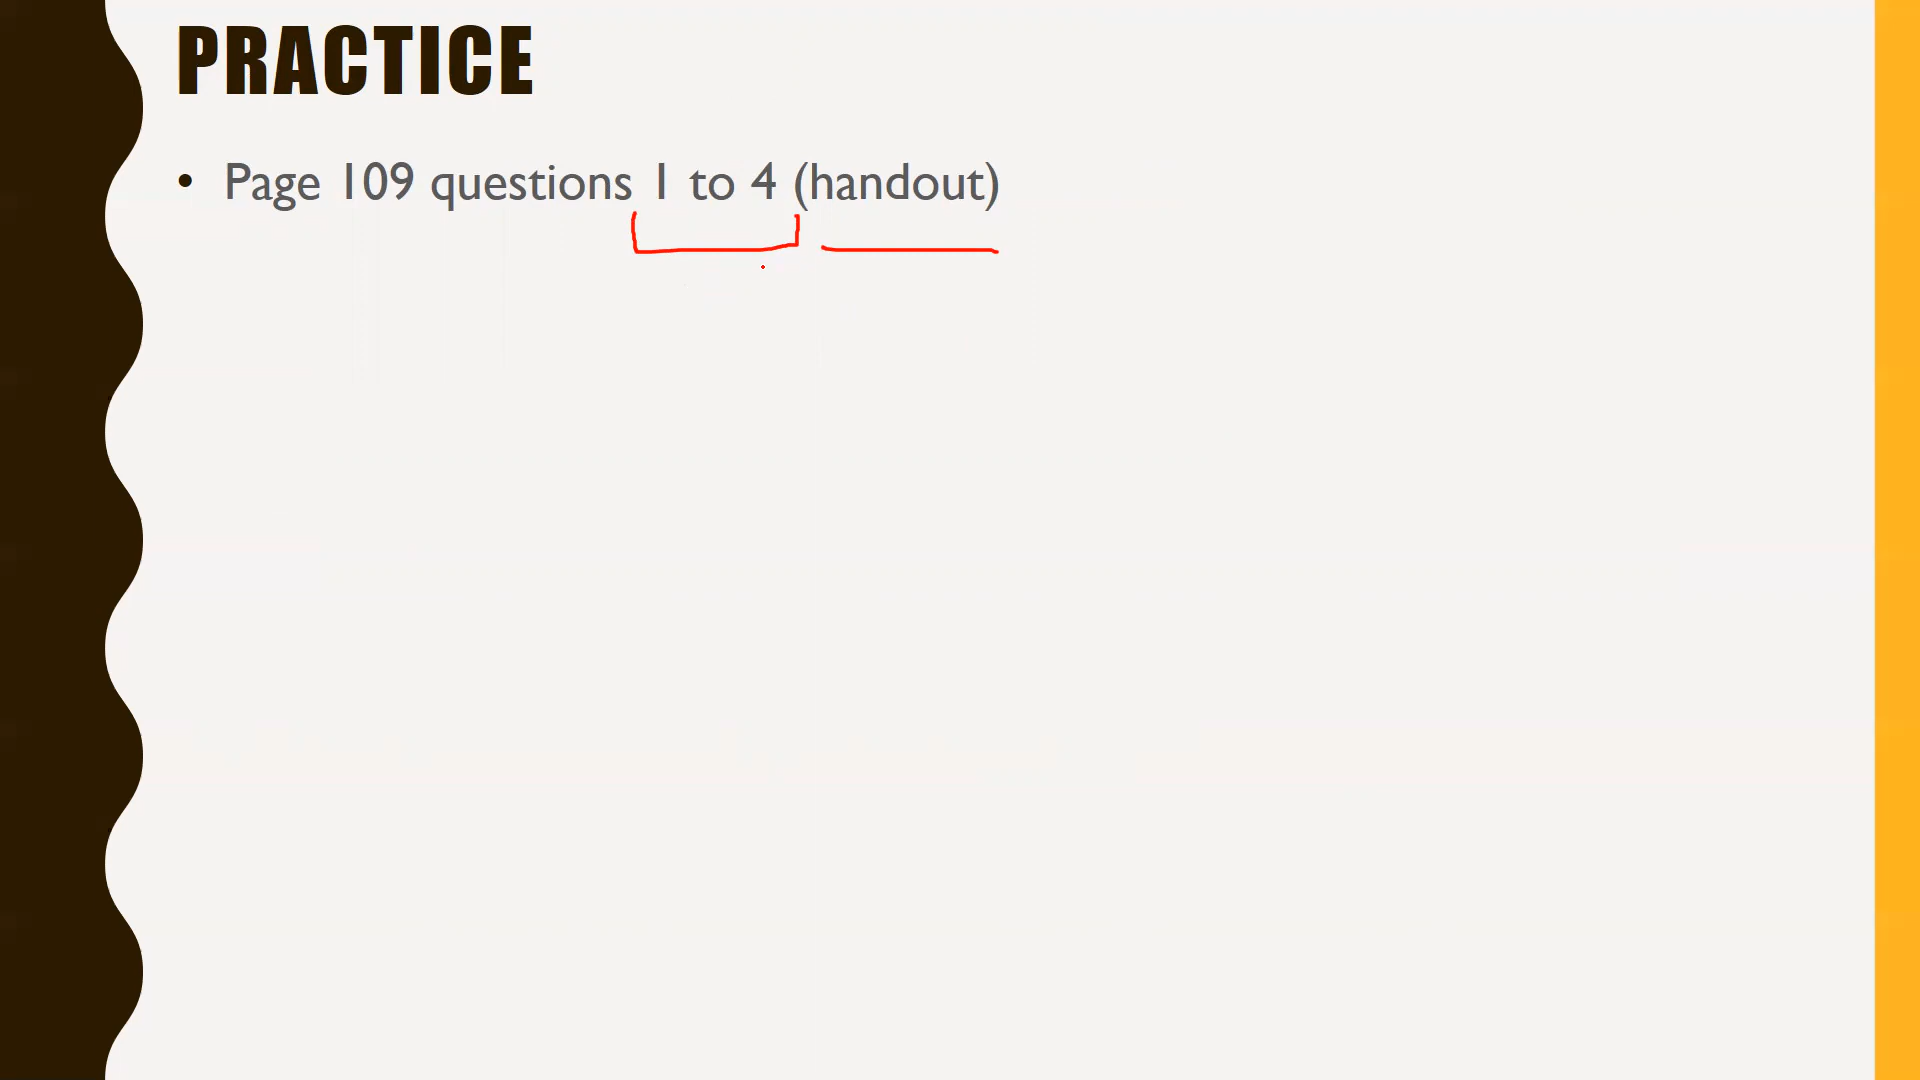 PRACTICE
• Page 109 questions 1 to 4 (handout)